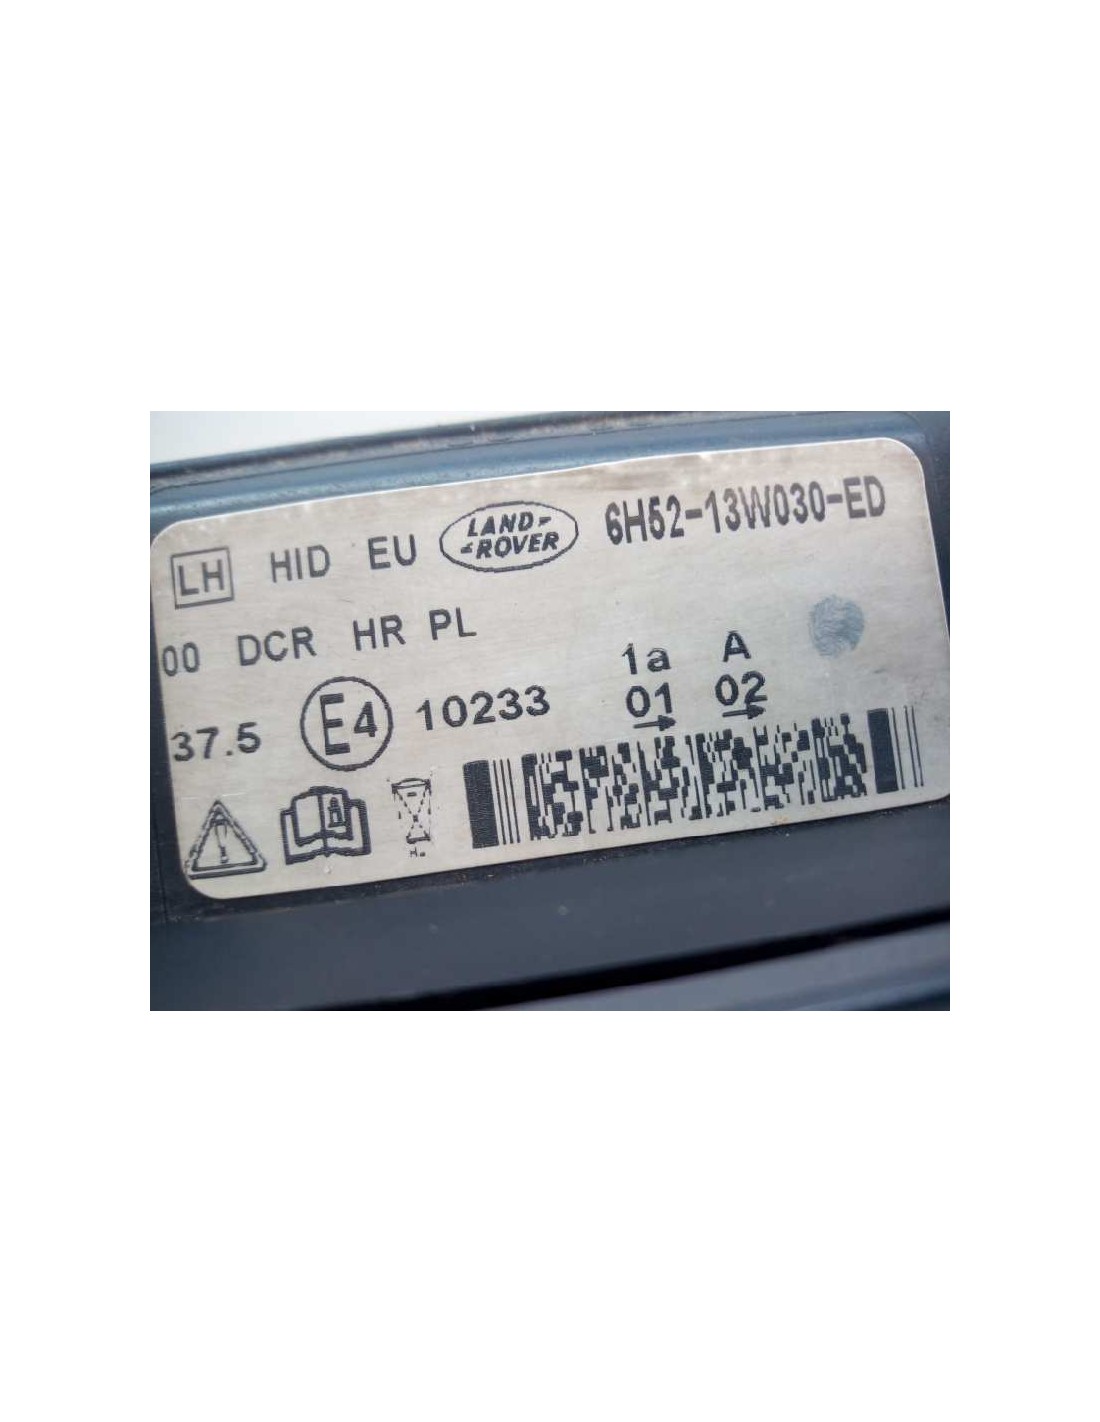 LH HID EU LAND ROVER 6H52-13W030-ED
00 DCR HR PL
1a A
37.5 E4 10233 01 02